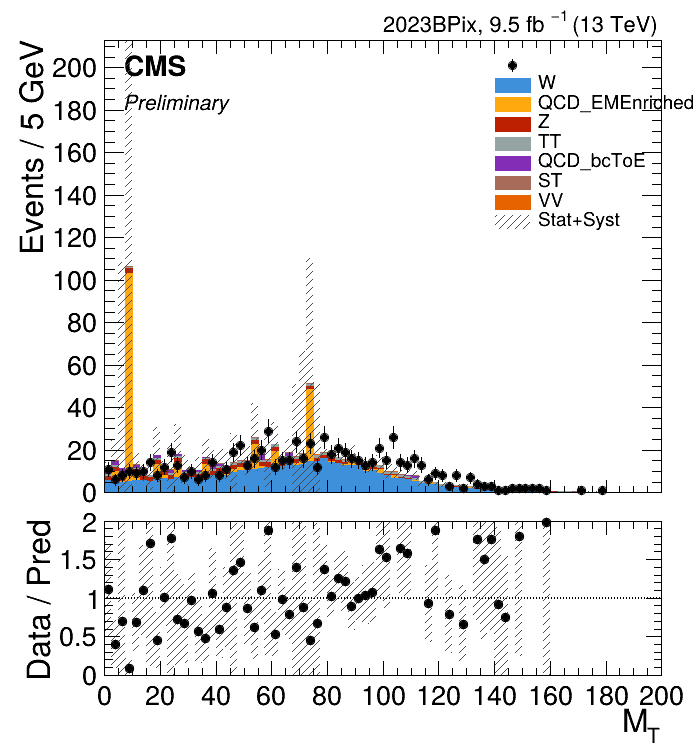 2023BPix, 9.5 fb⁻¹ (13 TeV)
CMS
Preliminary
Events / 5 GeV
200
180
160
140
120
100
80
60
40
20
0
W
QCD_EMEnriched
Z
TT
QCD_bcToE
ST
VV
Stat+Syst
Data / Pred
2
1.5
1
0.5
0
0 20 40 60 80 100 120 140 160 180 200
M_T